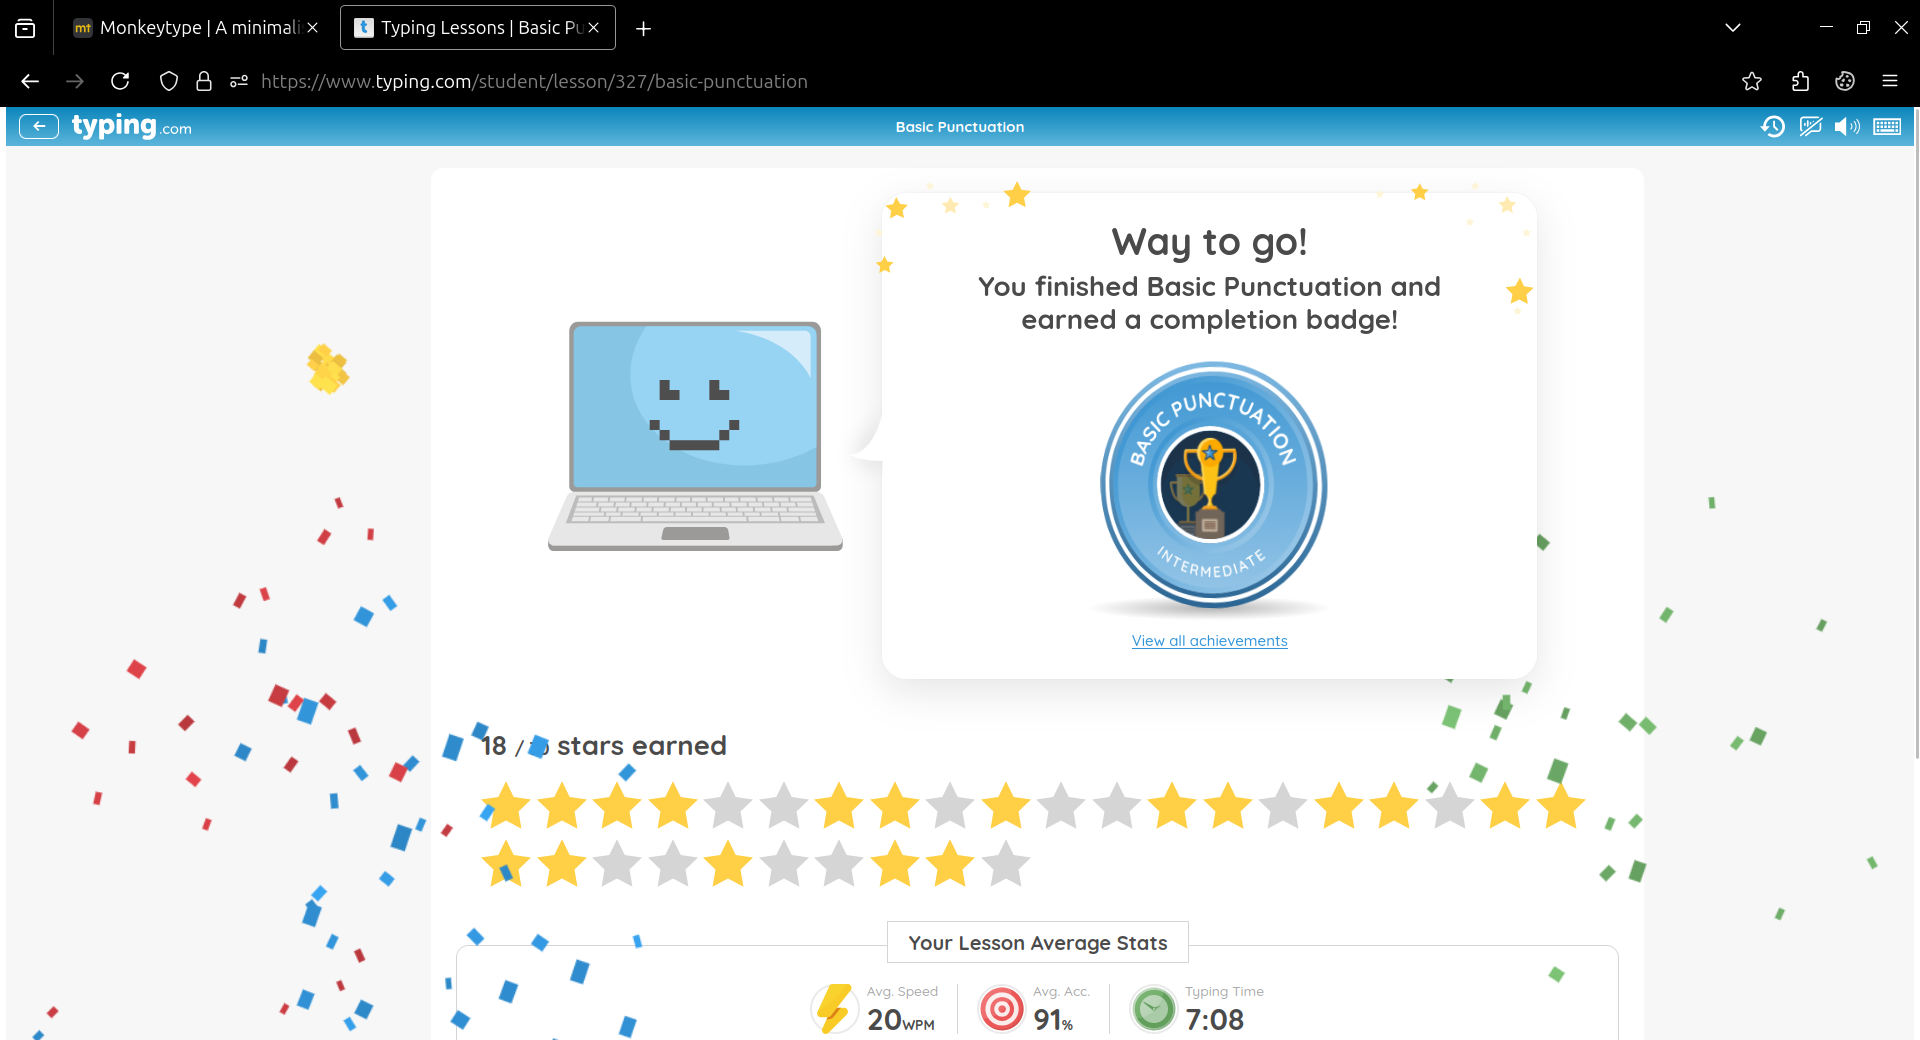 mt Monkeytype | A minimali
t Typing Lessons | Basic Pu
https://www.typing.com/student/lesson/327/basic-punctuation
typing.com
Basic Punctuation
Way to go!
You finished Basic Punctuation and
earned a completion badge!
BASIC PUNCTUATION
INTERMEDIATE
View all achievements
18 / stars earned
Your Lesson Average Stats
Avg. Speed
20WPM
Avg. Acc.
91%
Typing Time
7:08